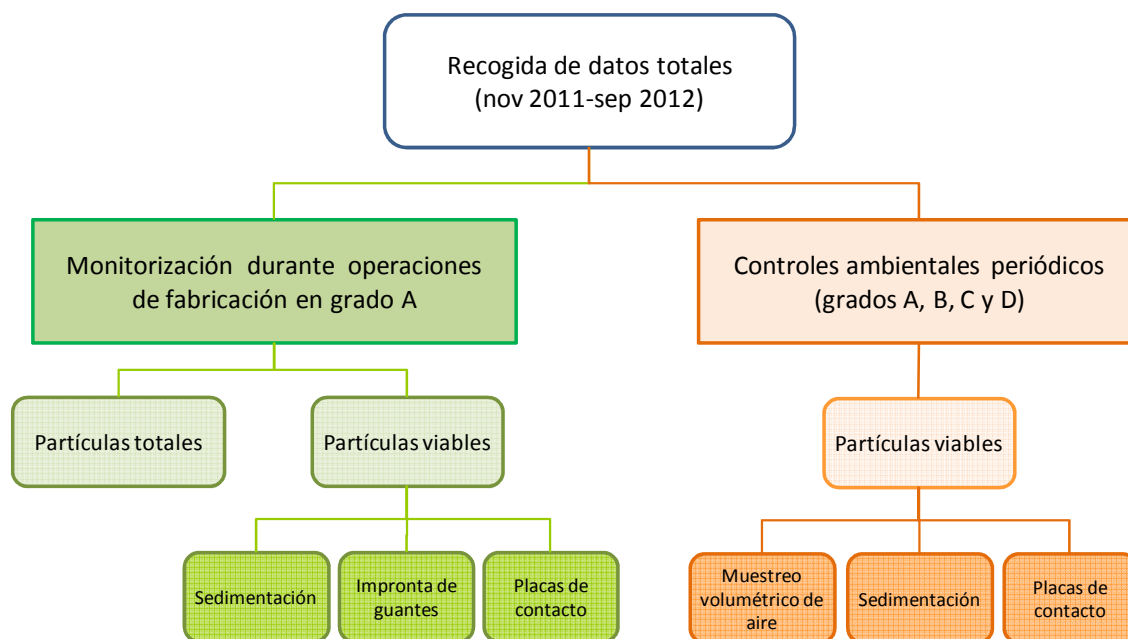 Recogida de datos totales
(nov 2011-sep 2012)
Monitorización durante operaciones
de fabricación en grado A
Controles ambientales periódicos
(grados A, B, C y D)
Partículas totales
Partículas viables
Partículas viables
Sedimentación
Impronta de
guantes
Placas de
contacto
Muestreo
volumétrico de
aire
Sedimentación
Placas de
contacto